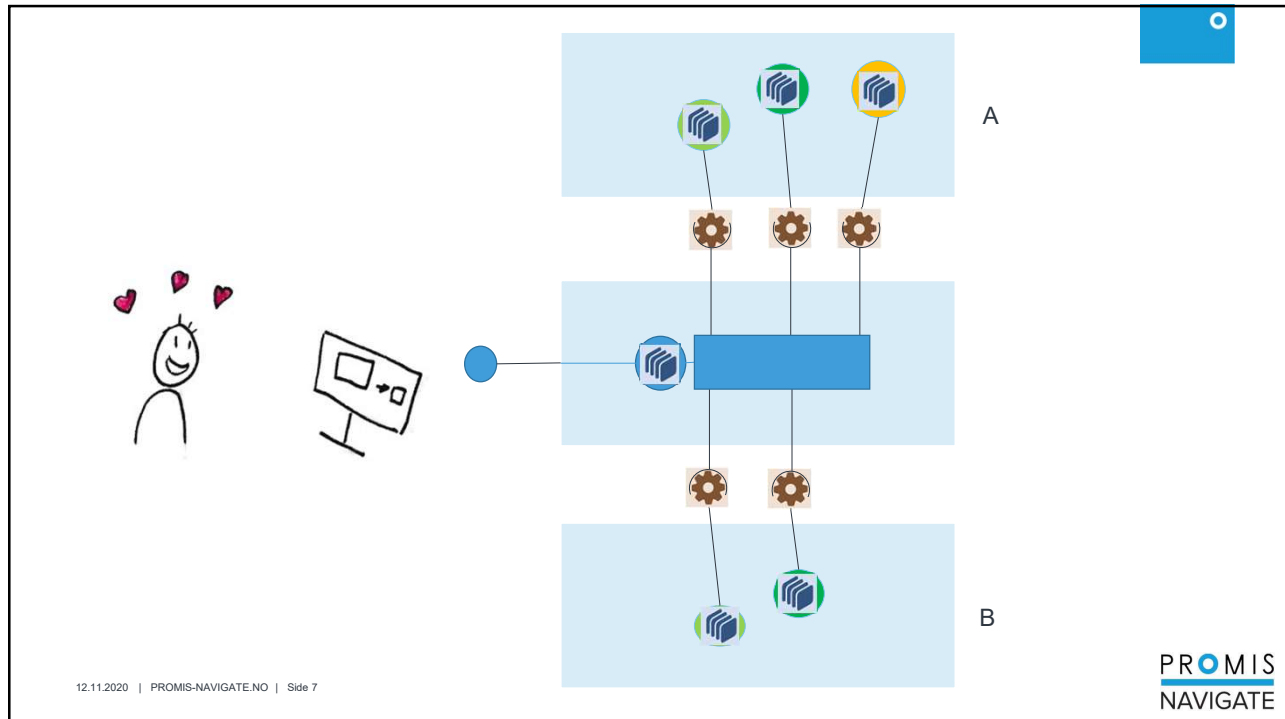 A
B
12.11.2020 | PROMIS-NAVIGATE.NO | Side 7
PROMIS
NAVIGATE